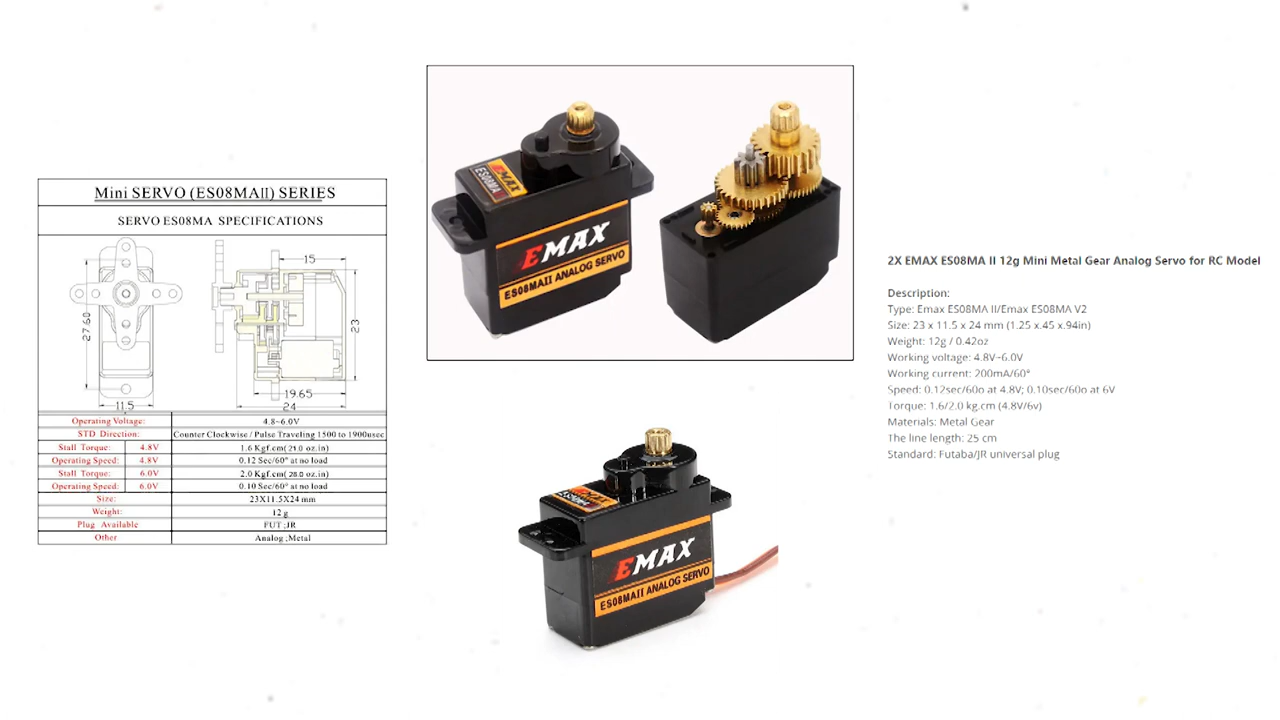 Mini SERVO (ES08MAII) SERIES
SERVO ES08MA SPECIFICATIONS
27.60
11.5
15
23
19.65
24
Operating Voltage: 4.8~6.0V
STD Direction: Counter Clockwise / Pulse Traveling 1500 to 1900usec
Stall Torque: 4.8V 1.6 Kgf.cm( 21.0 oz.in)
Operating Speed: 4.8V 0.12 Sec/60° at no load
Stall Torque: 6.0V 2.0 Kgf.cm( 28.0 oz.in)
Operating Speed: 6.0V 0.10 Sec/60° at no load
Size: 23X11.5X24 mm
Weight: 12 g
Plug Available FUT ;JR
Other Analog ;Metal
EMAX
ES08MA
EMAX
ES08MAII ANALOG SERVO
EMAX
EMAX
ES08MAII ANALOG SERVO
2X EMAX ES08MA II 12g Mini Metal Gear Analog Servo for RC Model
Description:
Type: Emax ES08MA II/Emax ES08MA V2
Size: 23 x 11.5 x 24 mm (1.25 x.45 x.94in)
Weight: 12g / 0.42oz
Working voltage: 4.8V~6.0V
Working current: 200mA/60°
Speed: 0.12sec/60o at 4.8V; 0.10sec/60o at 6V
Torque: 1.6/2.0 kg.cm (4.8V/6v)
Materials: Metal Gear
The line length: 25 cm
Standard: Futaba/JR universal plug